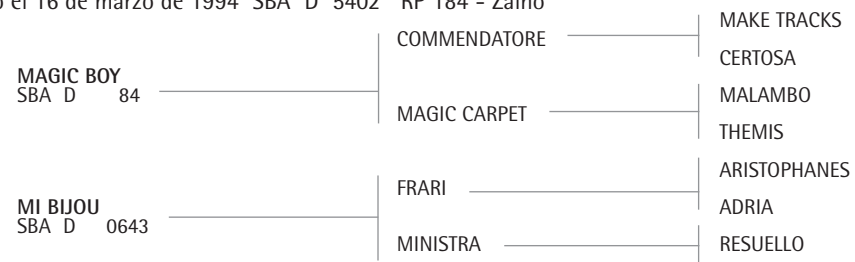 el 16 de marzo de 1994 SBA D 5402 RP 184 - Zaino
MAKE TRACKS
COMMENDATORE
CERTOSA
MAGIC BOY
SBA D 84
MALAMBO
MAGIC CARPET
THEMIS
ARISTOPHANES
FRARI
ADRIA
MI BIJOU
SBA D 0643
MINISTRA
RESUELLO